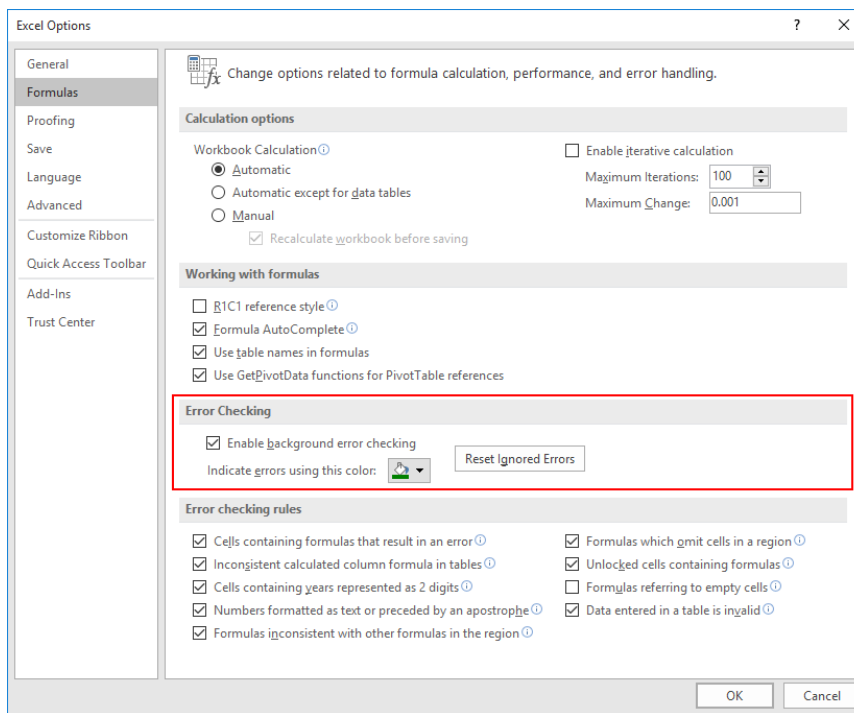 Excel Options
?
General
Formulas
Proofing
Save
Language
Advanced
Customize Ribbon
Quick Access Toolbar
Add-Ins
Trust Center
fx
Change options related to formula calculation, performance, and error handling.
Calculation options
Workbook Calculation
Automatic
Automatic except for data tables
Manual
Recalculate workbook before saving
Enable iterative calculation
Maximum Iterations: 100
Maximum Change: 0.001
Working with formulas
R1C1 reference style
Formula AutoComplete
Use table names in formulas
Use GetPivotData functions for PivotTable references
Error Checking
Enable background error checking
Indicate errors using this color:
Reset Ignored Errors
Error checking rules
Cells containing formulas that result in an error
Inconsistent calculated column formula in tables
Cells containing years represented as 2 digits
Numbers formatted as text or preceded by an apostrophe
Formulas inconsistent with other formulas in the region
Formulas which omit cells in a region
Unlocked cells containing formulas
Formulas referring to empty cells
Data entered in a table is invalid
OK
Cancel